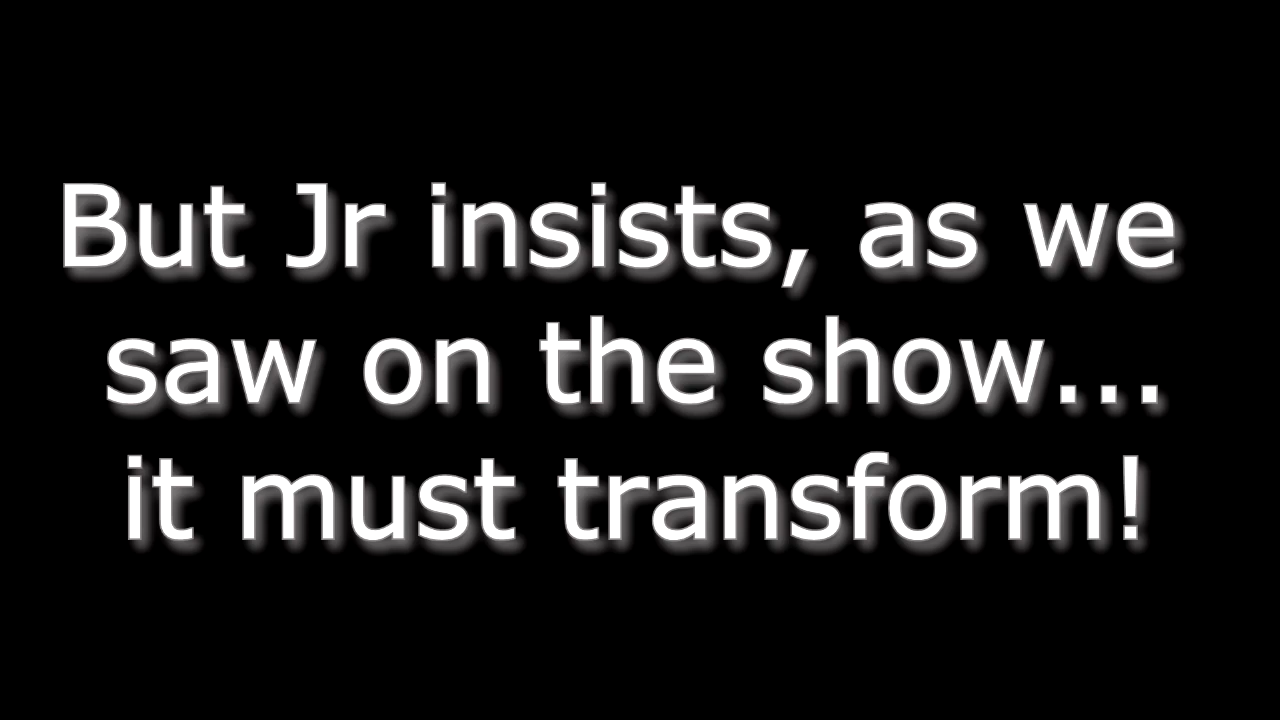 But Jr insists, as we
saw on the show...
it must transform!